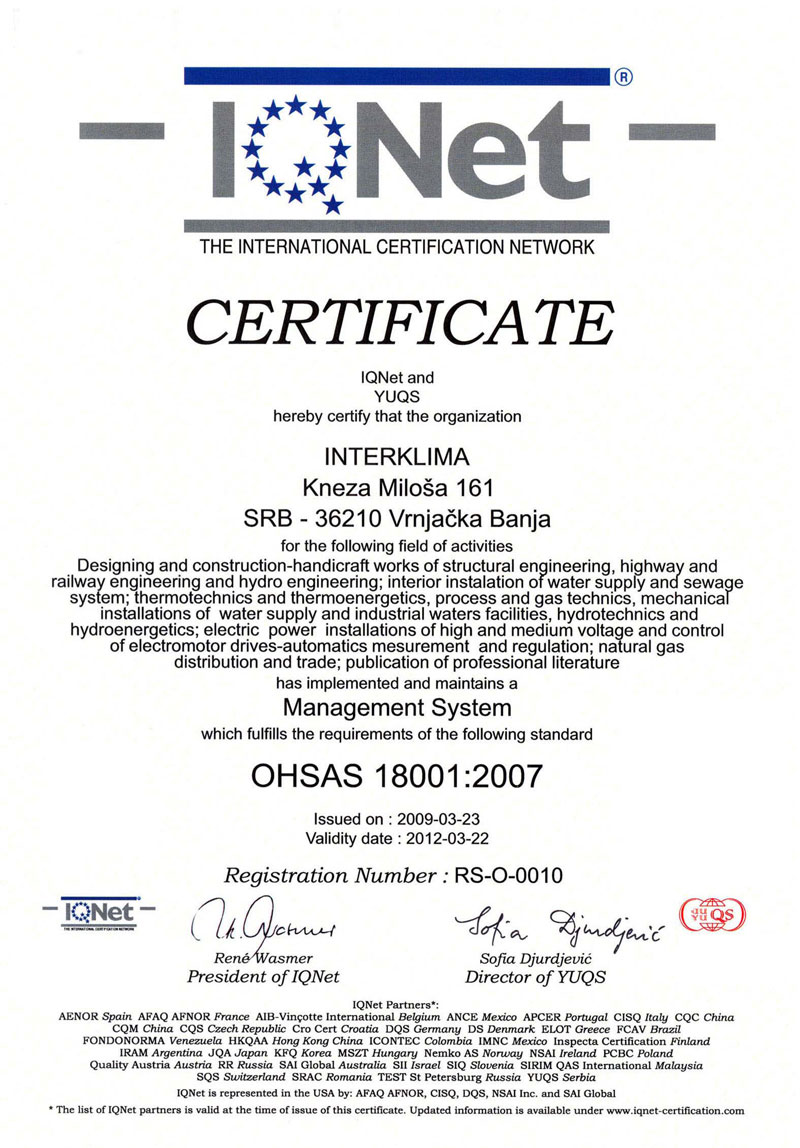 IQNet ®
THE INTERNATIONAL CERTIFICATION NETWORK
CERTIFICATE
IQNet and
YUQS
hereby certify that the organization
INTERKLIMA
Kneza Miloša 161
SRB - 36210 Vrnjačka Banja
for the following field of activities
Designing and construction-handicraft works of structural engineering, highway and
railway engineering and hydro engineering; interior instalation of water supply and sewage
system; thermotechnics and thermoenergetics, process and gas technics, mechanical
installations of water supply and industrial waters facilities, hydrotechnics and
hydroenergetics; electric power installations of high and medium voltage and control
of electromotor drives-automatics mesurement and regulation; natural gas
distribution and trade; publication of professional literature
has implemented and maintains a
Management System
which fulfills the requirements of the following standard
OHSAS 18001:2007
Issued on : 2009-03-23
Validity date : 2012-03-22
Registration Number : RS-O-0010
IQNet
THE INTERNATIONAL CERTIFICATION NETWORK
Sofia Djurdjević
YUQS
René Wasmer
President of IQNet
Sofia Djurdjević
Director of YUQS
IQNet Partners*:
AENOR Spain AFAQ AFNOR France AIB-Vinçotte International Belgium ANCE Mexico APCER Portugal CISQ Italy CQC China
CQM China CQS Czech Republic Cro Cert Croatia DQS Germany DS Denmark ELOT Greece FCAV Brazil
FONDONORMA Venezuela HKQAA Hong Kong China ICONTEC Colombia IMNC Mexico Inspecta Certification Finland
IRAM Argentina JQA Japan KFQ Korea MSZT Hungary Nemko AS Norway NSAI Ireland PCBC Poland
Quality Austria Austria RR Russia SAI Global Australia SII Israel SIQ Slovenia SIRIM QAS International Malaysia
SQS Switzerland SRAC Romania TEST St Petersburg Russia YUQS Serbia
IQNet is represented in the USA by: AFAQ AFNOR, CISQ, DQS, NSAI Inc. and SAI Global
* The list of IQNet partners is valid at the time of issue of this certificate. Updated information is available under www.iqnet-certification.com